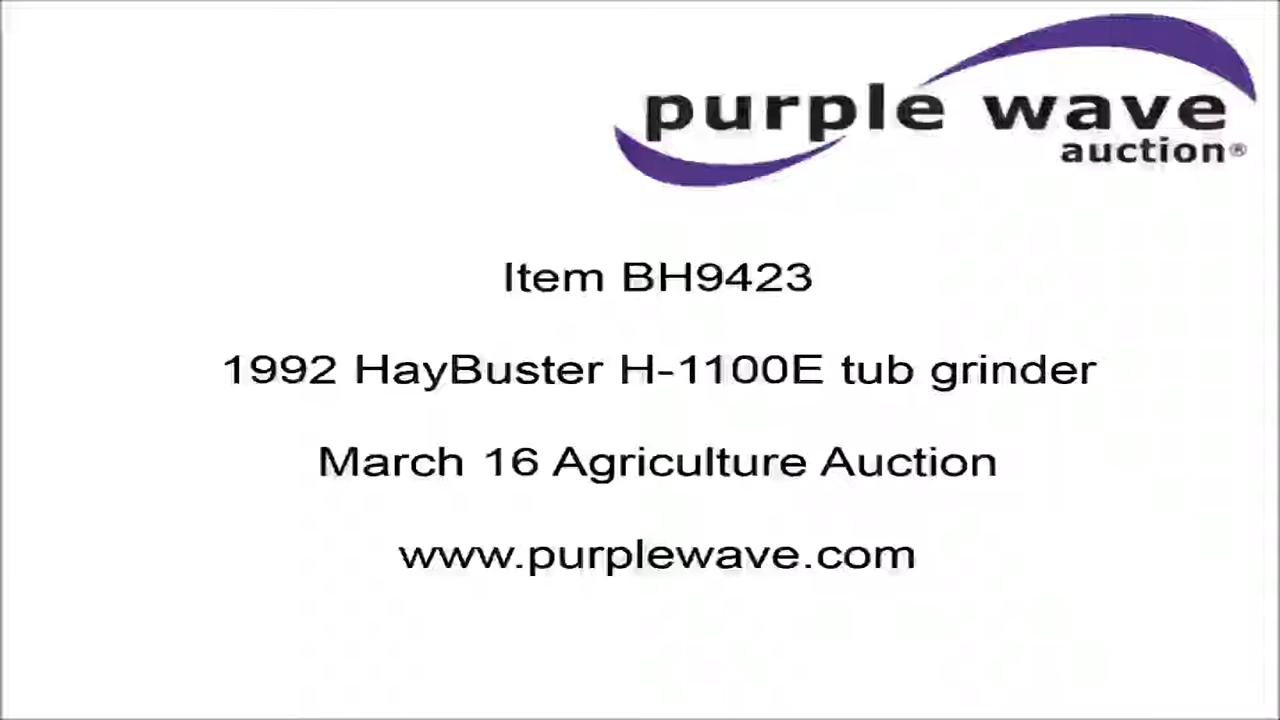 purple wave
auction®
Item BH9423
1992 HayBuster H-1100E tub grinder
March 16 Agriculture Auction
www.purplewave.com